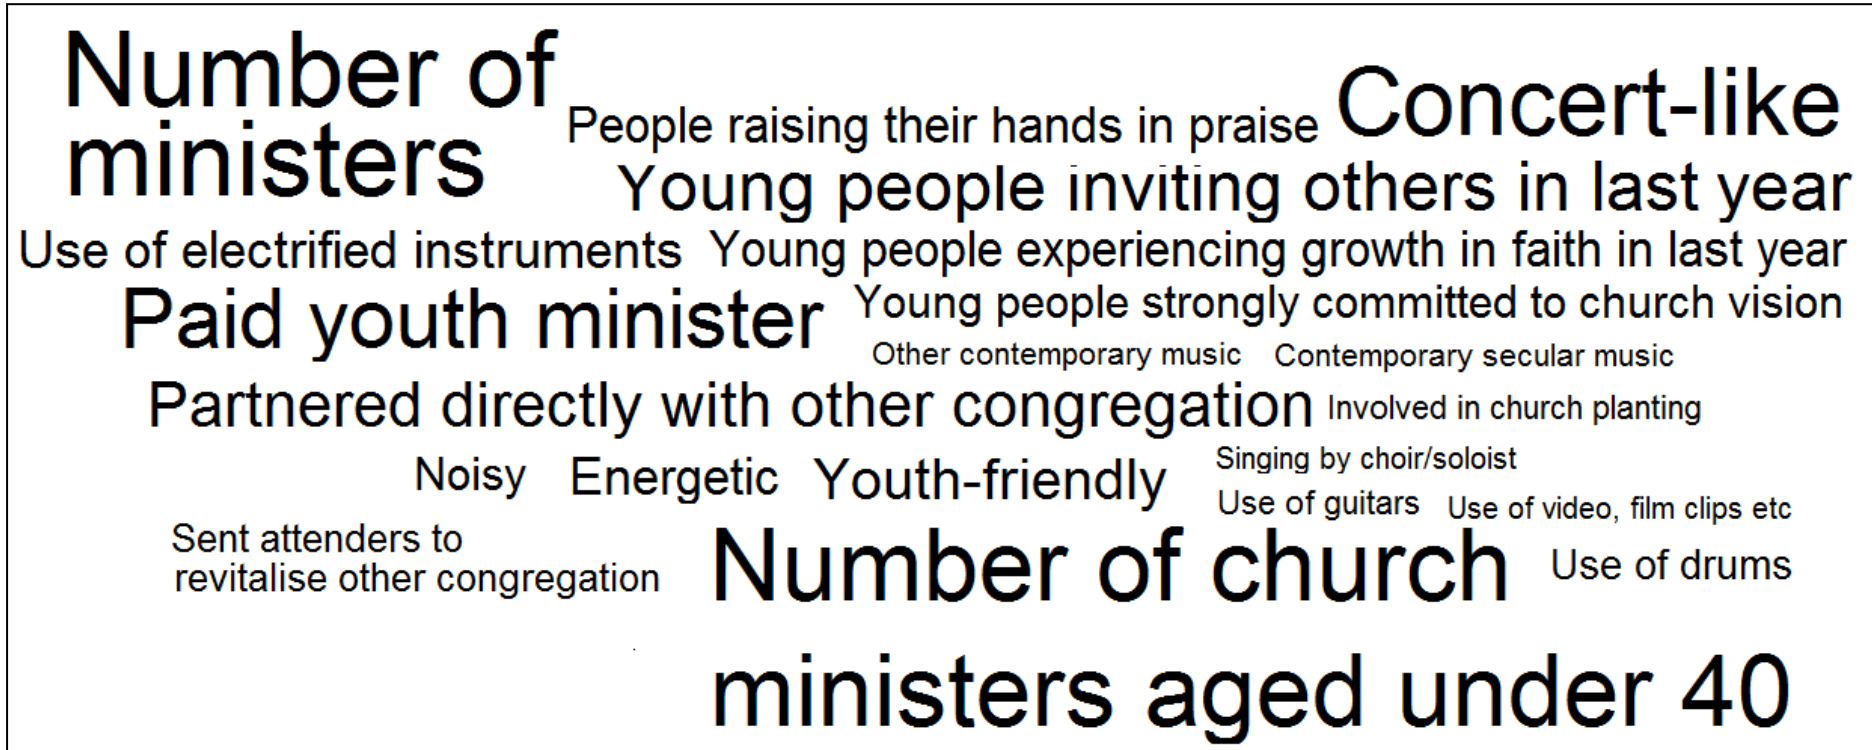 Number of
ministers
People raising their hands in praise
Concert-like
Young people inviting others in last year
Use of electrified instruments
Young people experiencing growth in faith in last year
Paid youth minister
Young people strongly committed to church vision
Other contemporary music
Contemporary secular music
Partnered directly with other congregation
Involved in church planting
Noisy
Energetic
Youth-friendly
Singing by choir/soloist
Use of guitars
Use of video, film clips etc
Sent attenders to
revitalise other congregation
Number of church
ministers aged under 40
Use of drums